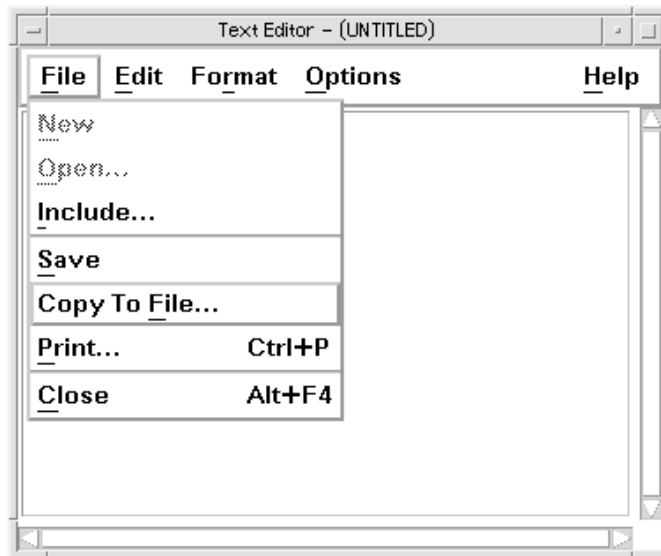 Text Editor – (UNTITLED)
File Edit Format Options Help
New
Open...
Include...
Save
Copy To File...
Print... Ctrl+P
Close Alt+F4